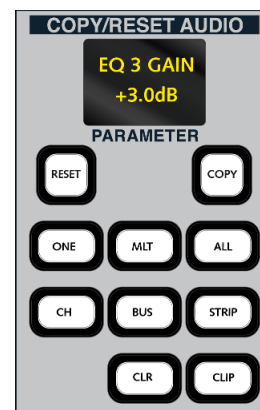 COPY/RESET AUDIO
EQ 3 GAIN
+3.0dB
PARAMETER
RESET COPY
ONE MLT ALL
CH BUS STRIP
CLR CLIP